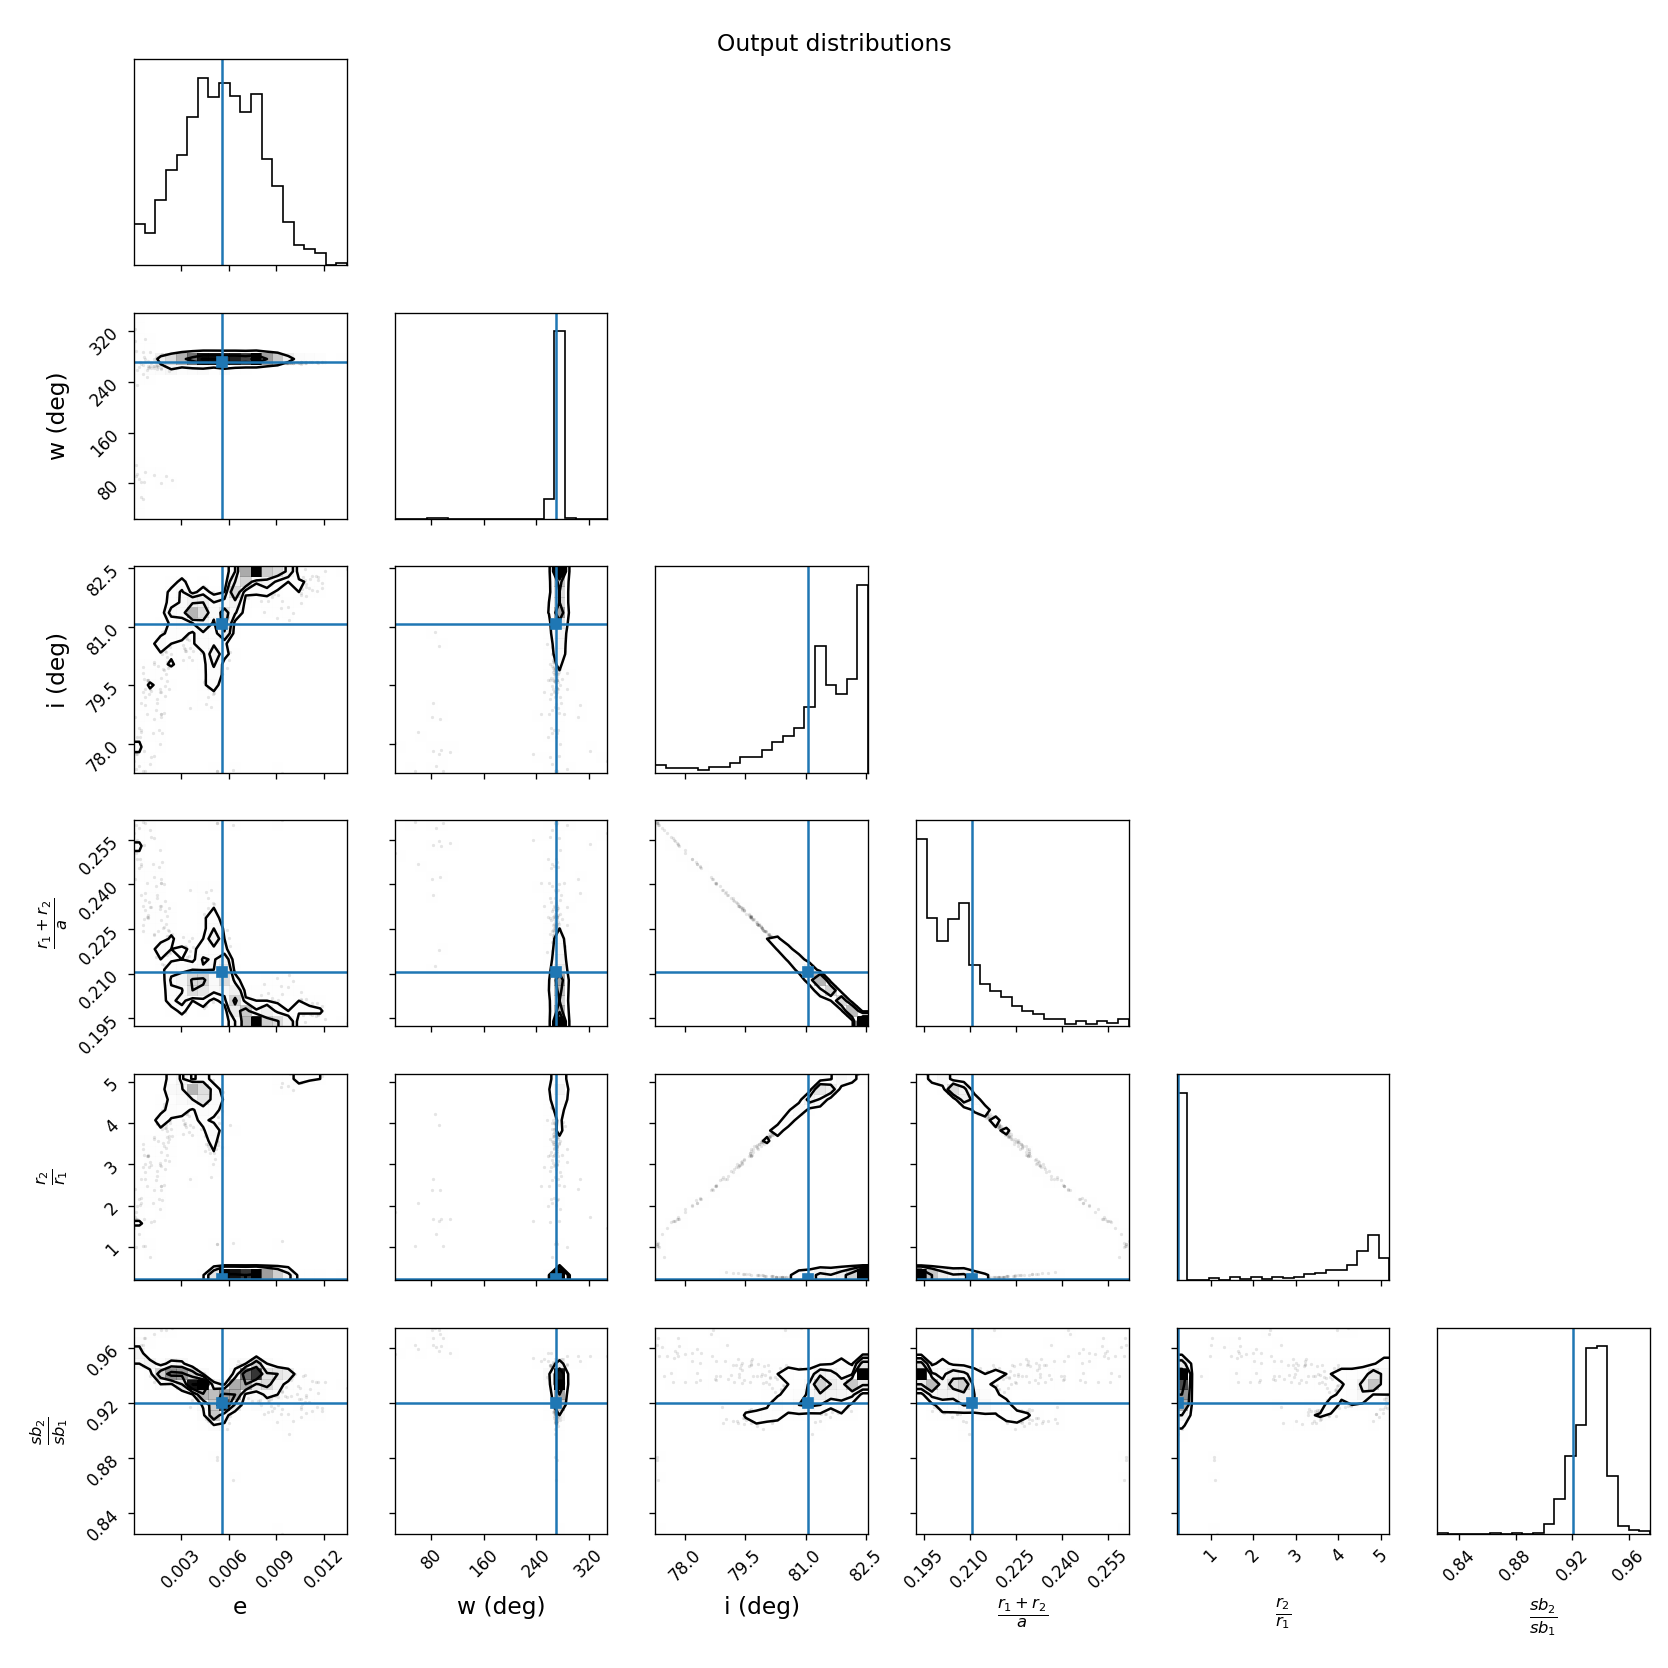 Output distributions
w (deg)
320
240
160
80
i (deg)
82.5
81.0
79.5
78.0
r₁ + r₂
a
0.255
0.240
0.225
0.210
0.195
r₂
r₁
5
4
3
2
1
sb₂
sb₁
0.96
0.92
0.88
0.84
0.003 0.006 0.009 0.012 80 160 240 320 78.0 79.5 81.0 82.5 0.195 0.210 0.225 0.240 0.255 1 2 3 4 5 0.84 0.88 0.92 0.96
e w (deg) i (deg) r₁ + r₂ r₂ sb₂
a r₁ sb₁